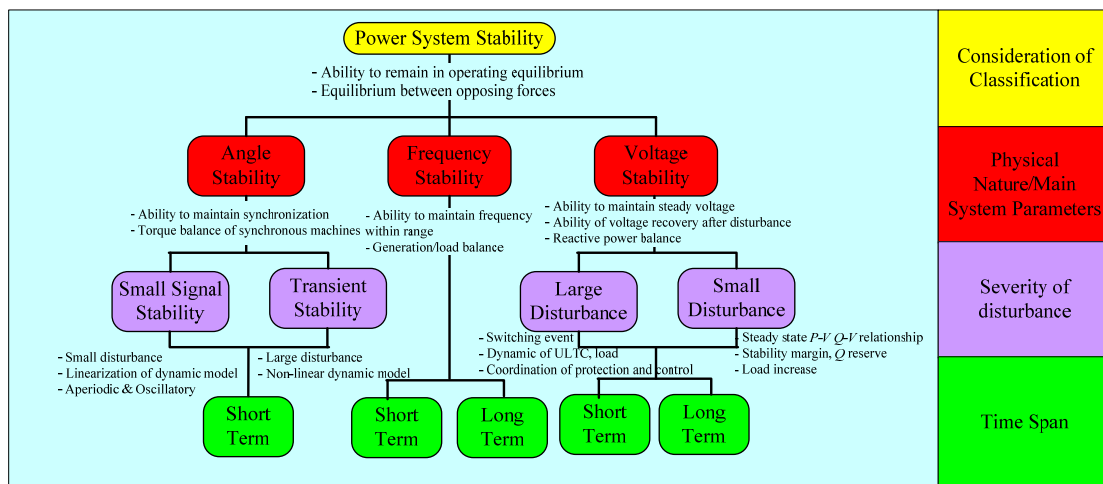 Power System Stability
- Ability to remain in operating equilibrium
- Equilibrium between opposing forces
Consideration of
Classification
Angle
Stability
Frequency
Stability
Voltage
Stability
Physical
Nature/Main
System Parameters
- Ability to maintain synchronization
- Torque balance of synchronous machines
- Ability to maintain frequency
within range
- Generation/load balance
- Ability to maintain steady voltage
- Ability of voltage recovery after disturbance
- Reactive power balance
Small Signal
Stability
Transient
Stability
Large
Disturbance
Small
Disturbance
Severity of
disturbance
- Small disturbance
- Linearization of dynamic model
- Aperiodic & Oscillatory
- Large disturbance
- Non-linear dynamic model
- Switching event
- Dynamic of ULTC, load
- Coordination of protection and control
- Steady state P-V Q-V relationship
- Stability margin, Q reserve
- Load increase
Short
Term
Short
Term
Long
Term
Short
Term
Long
Term
Time Span